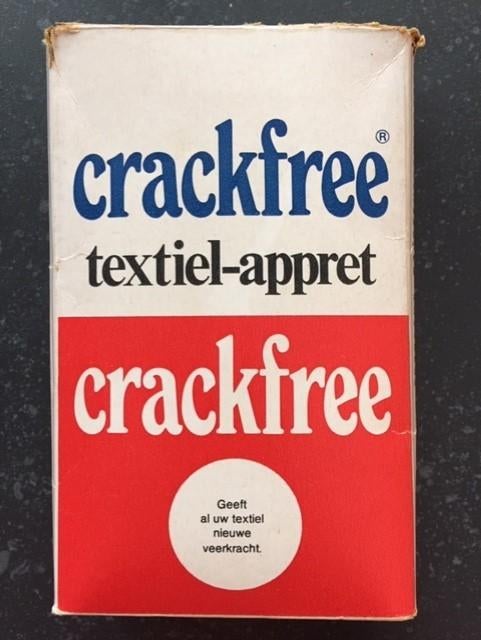 crackfree®
textiel-appret
crackfree
Geeft
al uw textiel
nieuwe
veerkracht.